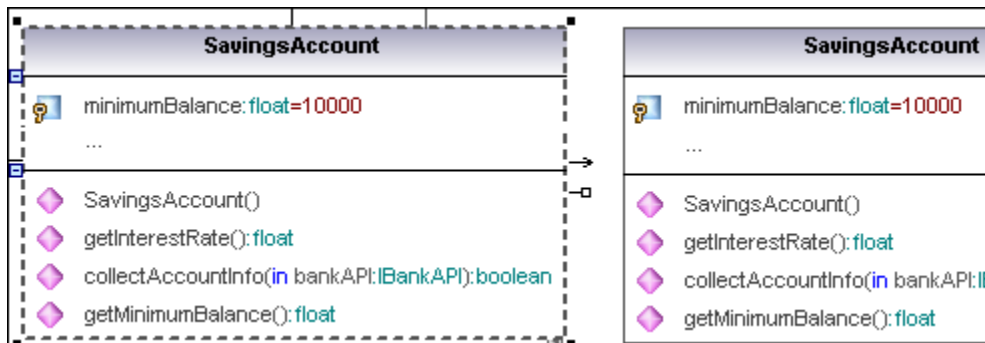 SavingsAccount
minimumBalance:float=10000
...
SavingsAccount()
getInterestRate():float
collectAccountInfo(in bankAPI:IBankAPI):boolean
getMinimumBalance():float
SavingsAccount
minimumBalance:float=10000
...
SavingsAccount()
getInterestRate():float
collectAccountInfo(in bankAPI:I
getMinimumBalance():float